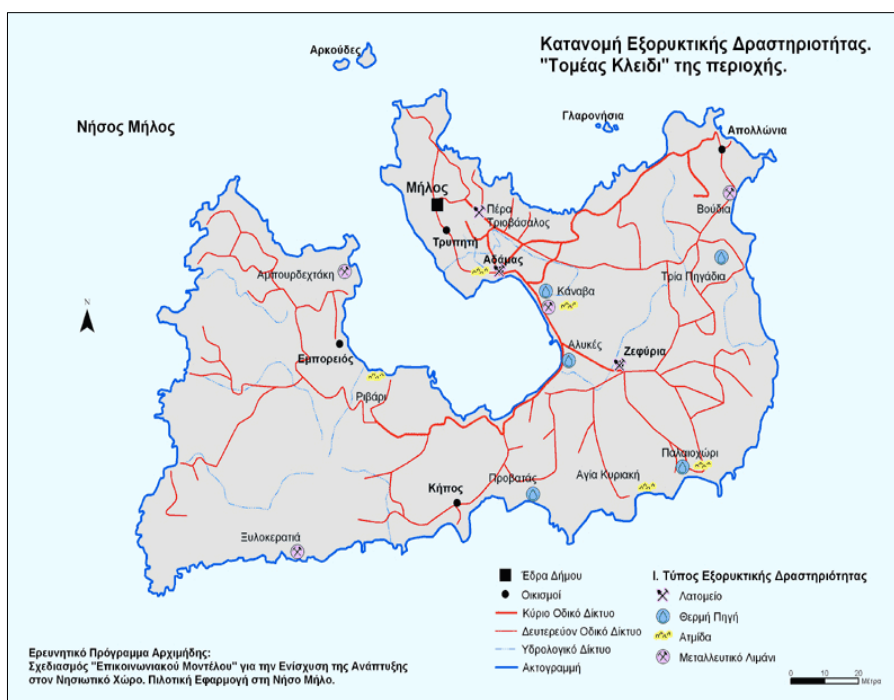 Αρκούδες
Κατανομή Εξορυκτικής Δραστηριοτήτας.
"Τομέας Κλειδί" της περιοχής.
Νήσος Μήλος
Γλαρονήσια
Απολλώνια
Μήλος
Πέρα
Τριοβάσαλος
Βούδια
Τρυπητή
Αδάμας
Αμπουρδεχτάκη
Τρία Πηγάδια
Κάναβα
N
Αλυκές
Ζεφύρια
Εμπορειός
Ριβάρι
Παλαιοχώρι
Προβατάς
Αγία Κυριακή
Κήπος
Ξυλοκερατιά
Έδρα Δήμου
Οικισμοί
Κύριο Οδικό Δίκτυο
Δευτερεύον Οδικό Δίκτυο
Υδρολογικό Δίκτυο
Ακτογραμμή
Ι. Τύπος Εξορυκτικής Δραστηριότητας
Λατομείο
Θερμή Πηγή
Ατμίδα
Μεταλλευτικό Λιμάνι
Ερευνητικό Πρόγραμμα Αρχιμήδης:
Σχεδιασμός "Επικοινωνιακού Μοντέλου" για την Ενίσχυση της Ανάπτυξης
στον Νησιωτικό Χώρο. Πιλοτική Εφαρμογή στη Νήσο Μήλο.
0 10 20
Μέτρα